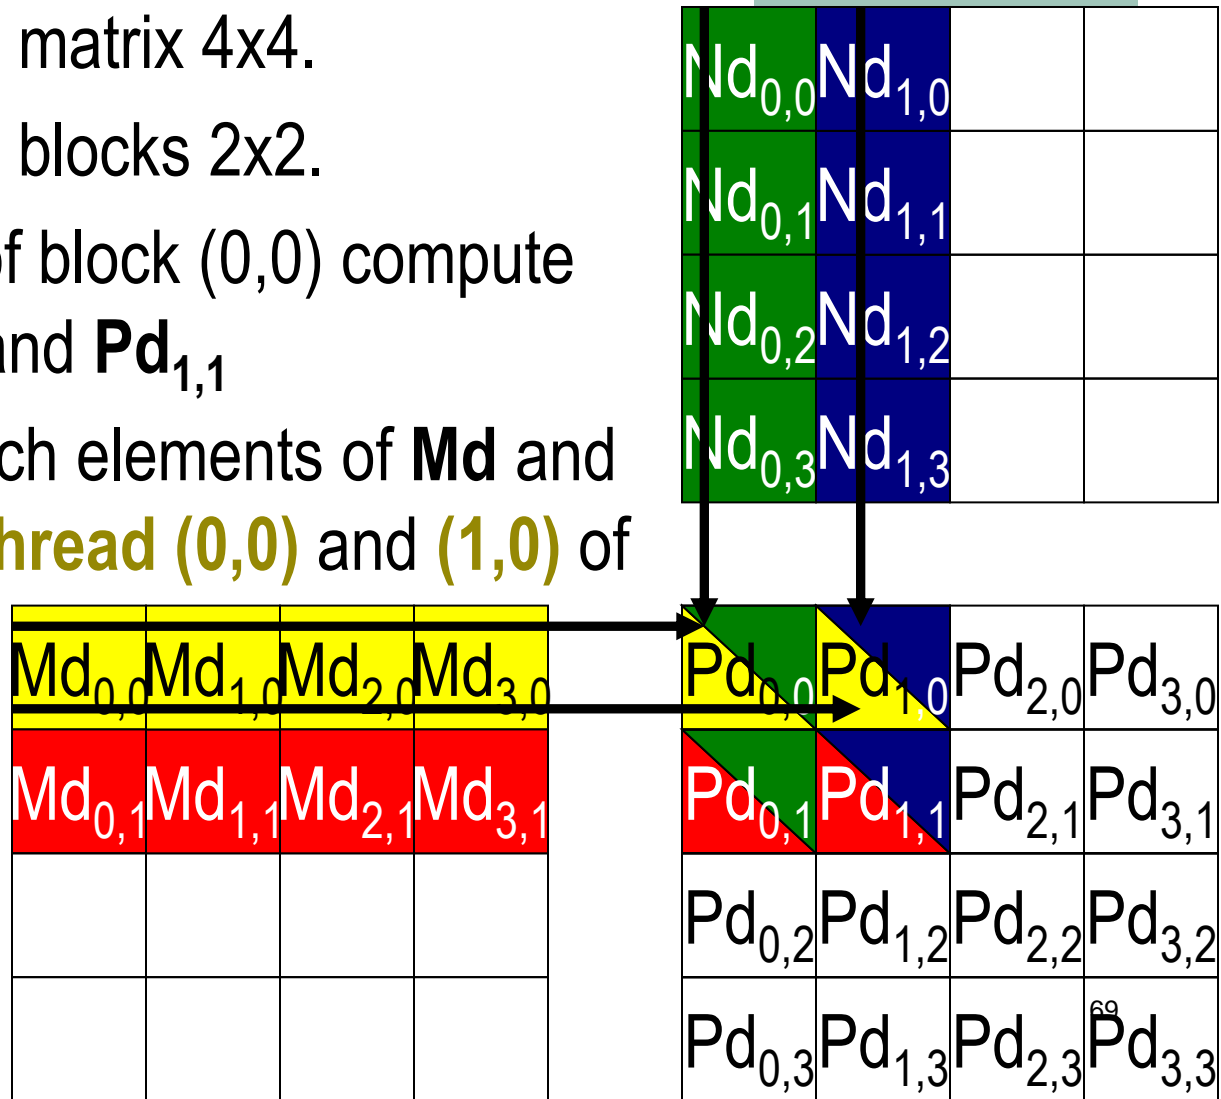 matrix 4x4.
blocks 2x2.
of block (0,0) compute
and Pd1,1
ch elements of Md and
hread (0,0) and (1,0) of
Nd0,0 Nd1,0
Nd0,1 Nd1,1
Nd0,2 Nd1,2
Nd0,3 Nd1,3
Md0,0 Md1,0 Md2,0 Md3,0
Md0,1 Md1,1 Md2,1 Md3,1
Pd0,0 Pd1,0 Pd2,0 Pd3,0
Pd0,1 Pd1,1 Pd2,1 Pd3,1
Pd0,2 Pd1,2 Pd2,2 Pd3,2
69
Pd0,3 Pd1,3 Pd2,3 Pd3,3